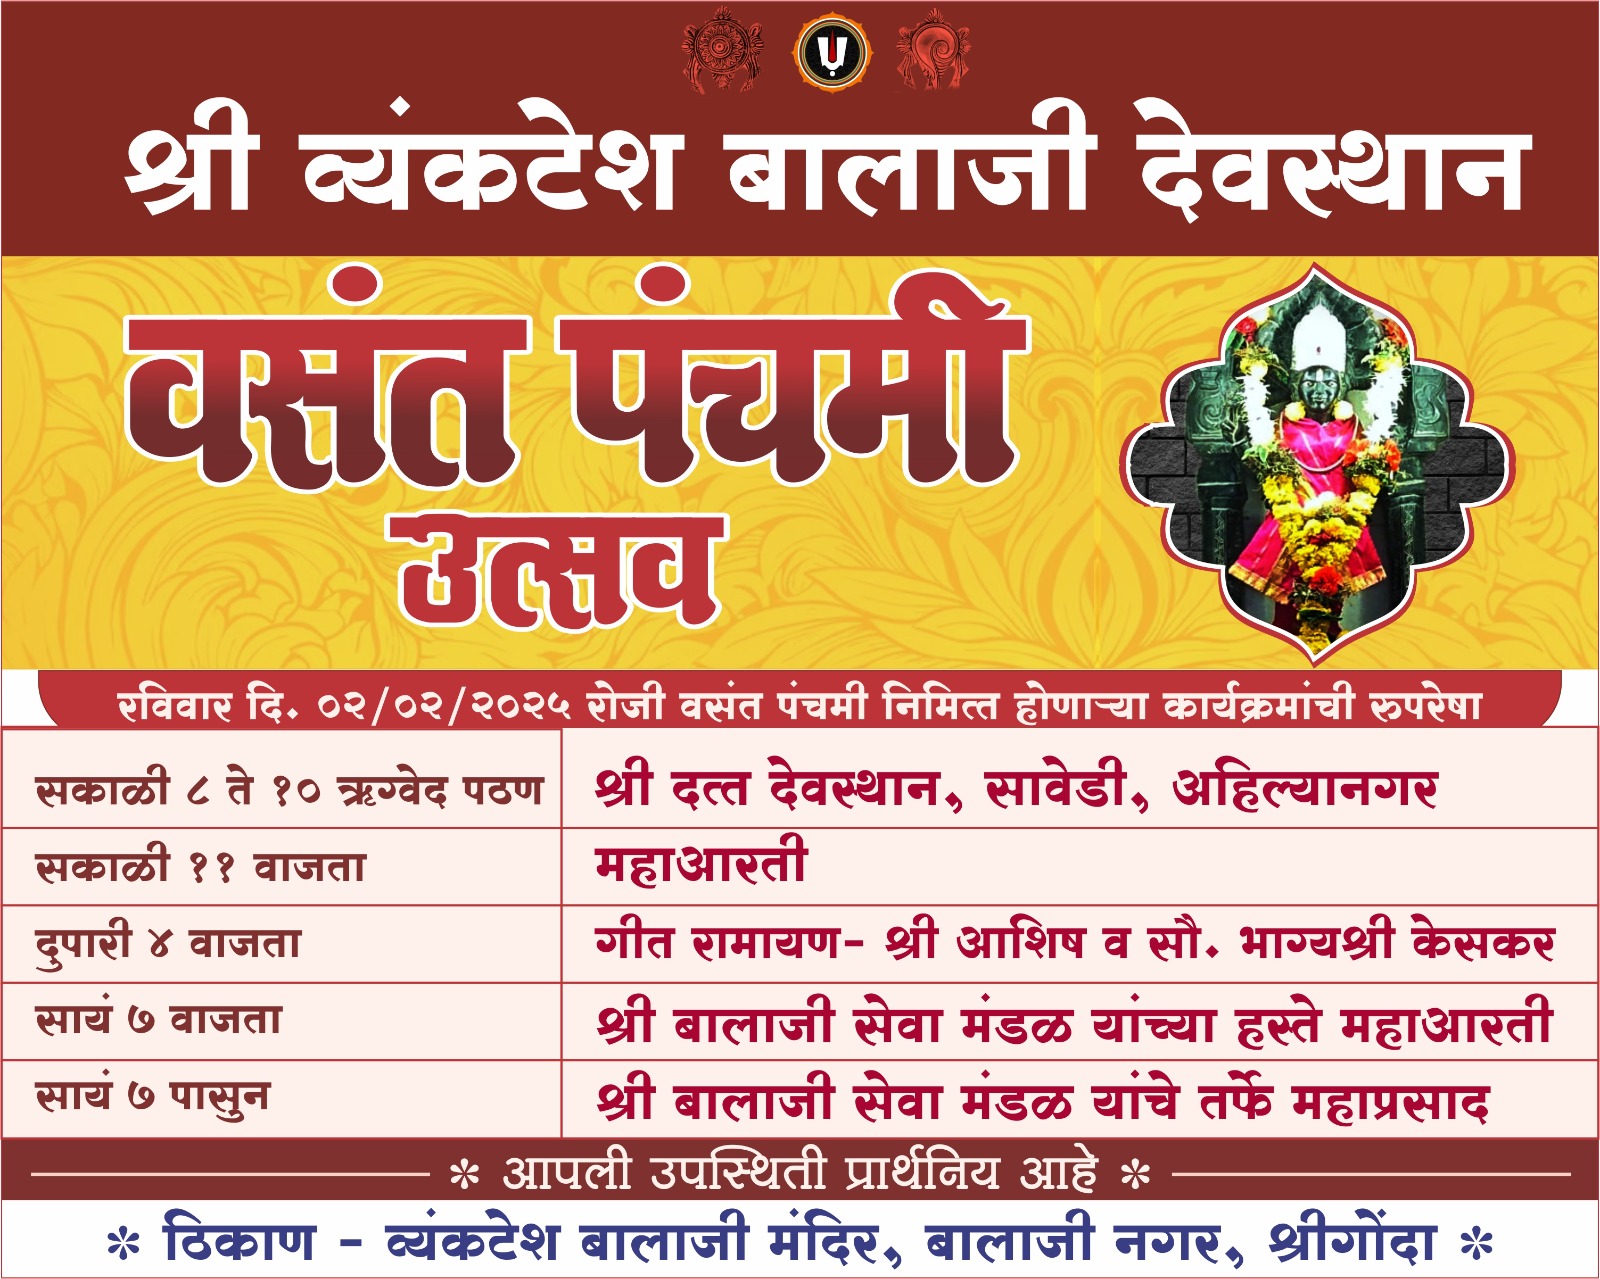 श्री व्यंकटेश बालाजी देवस्थान
वसंत पंचमी
उत्सव
रविवार दि. ०२/०२/२०२५ रोजी वसंत पंचमी निमित्त होणाऱ्या कार्यक्रमांची रुपरेषा
सकाळी ८ ते १० ऋग्वेद पठण श्री दत्त देवस्थान, सावेडी, अहिल्यानगर
सकाळी ११ वाजता महाआरती
दुपारी ४ वाजता गीत रामायण- श्री आशिष व सौ. भाग्यश्री केसकर
सायं ७ वाजता श्री बालाजी सेवा मंडळ यांच्या हस्ते महाआरती
सायं ७ पासुन श्री बालाजी सेवा मंडळ यांचे तर्फे महाप्रसाद
* आपली उपस्थिती प्रार्थनिय आहे *
* ठिकाण - व्यंकटेश बालाजी मंदिर, बालाजी नगर, श्रीगोंदा *